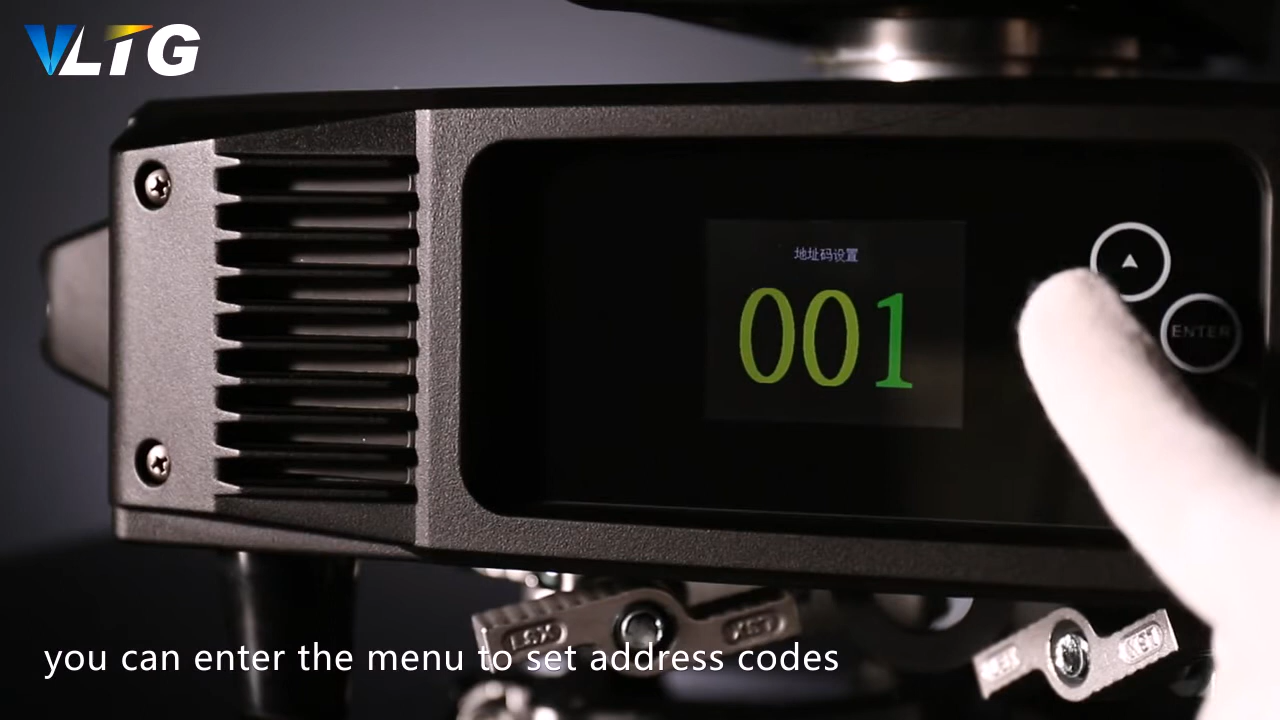 VLTG
地址码设置
001
ENTER
you can enter the menu to set address codes